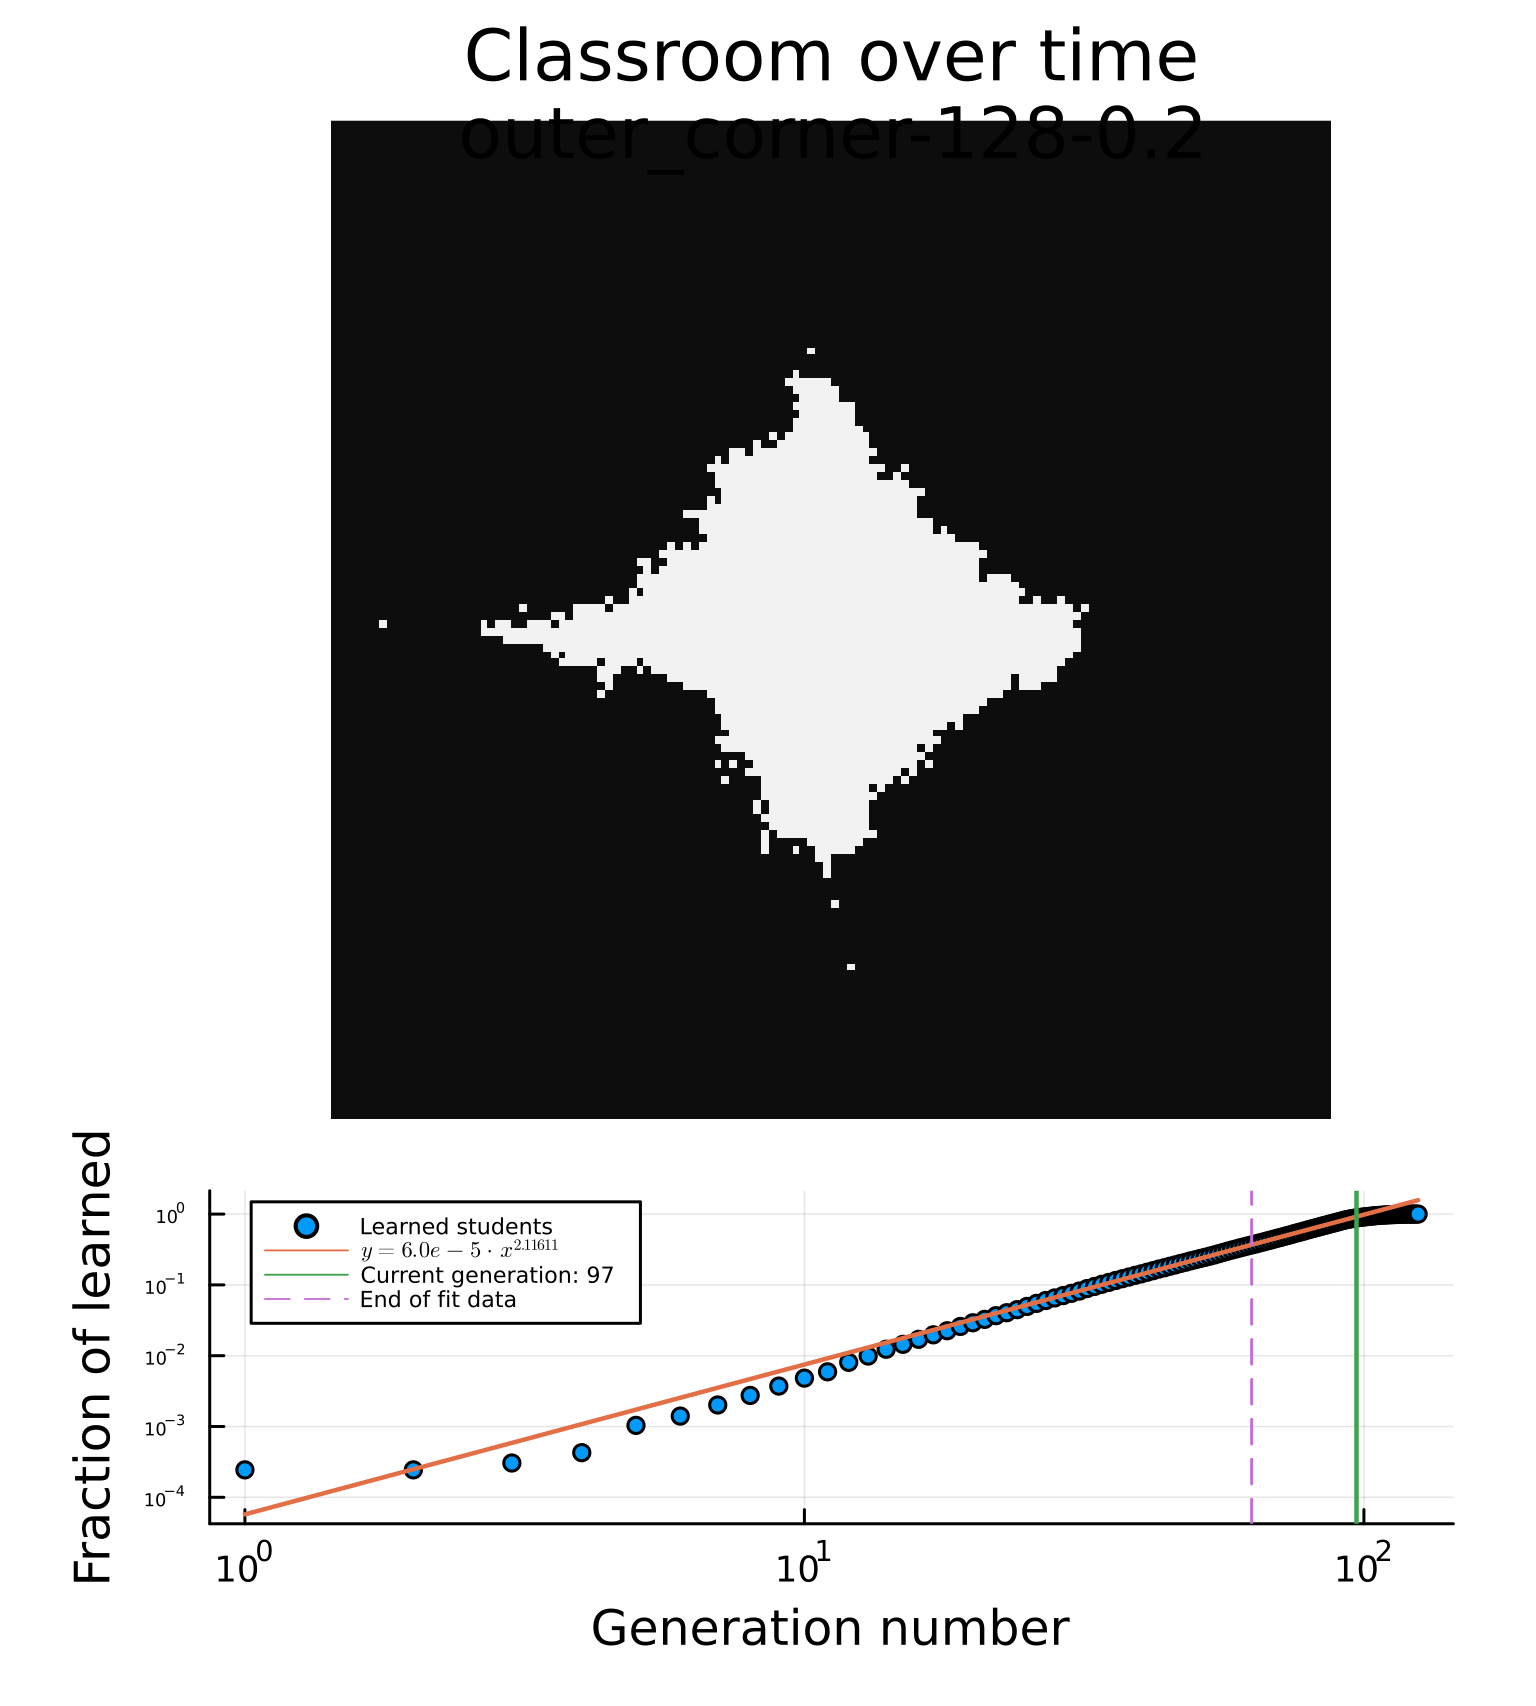 Classroom over time
outer_corner-128-0.2
Fraction of learned
10⁰
10⁻¹
10⁻²
10⁻³
10⁻⁴
Learned students
y = 6.0e − 5 · x^2.11611
Current generation: 97
End of fit data
10⁰ 10¹ 10²
Generation number